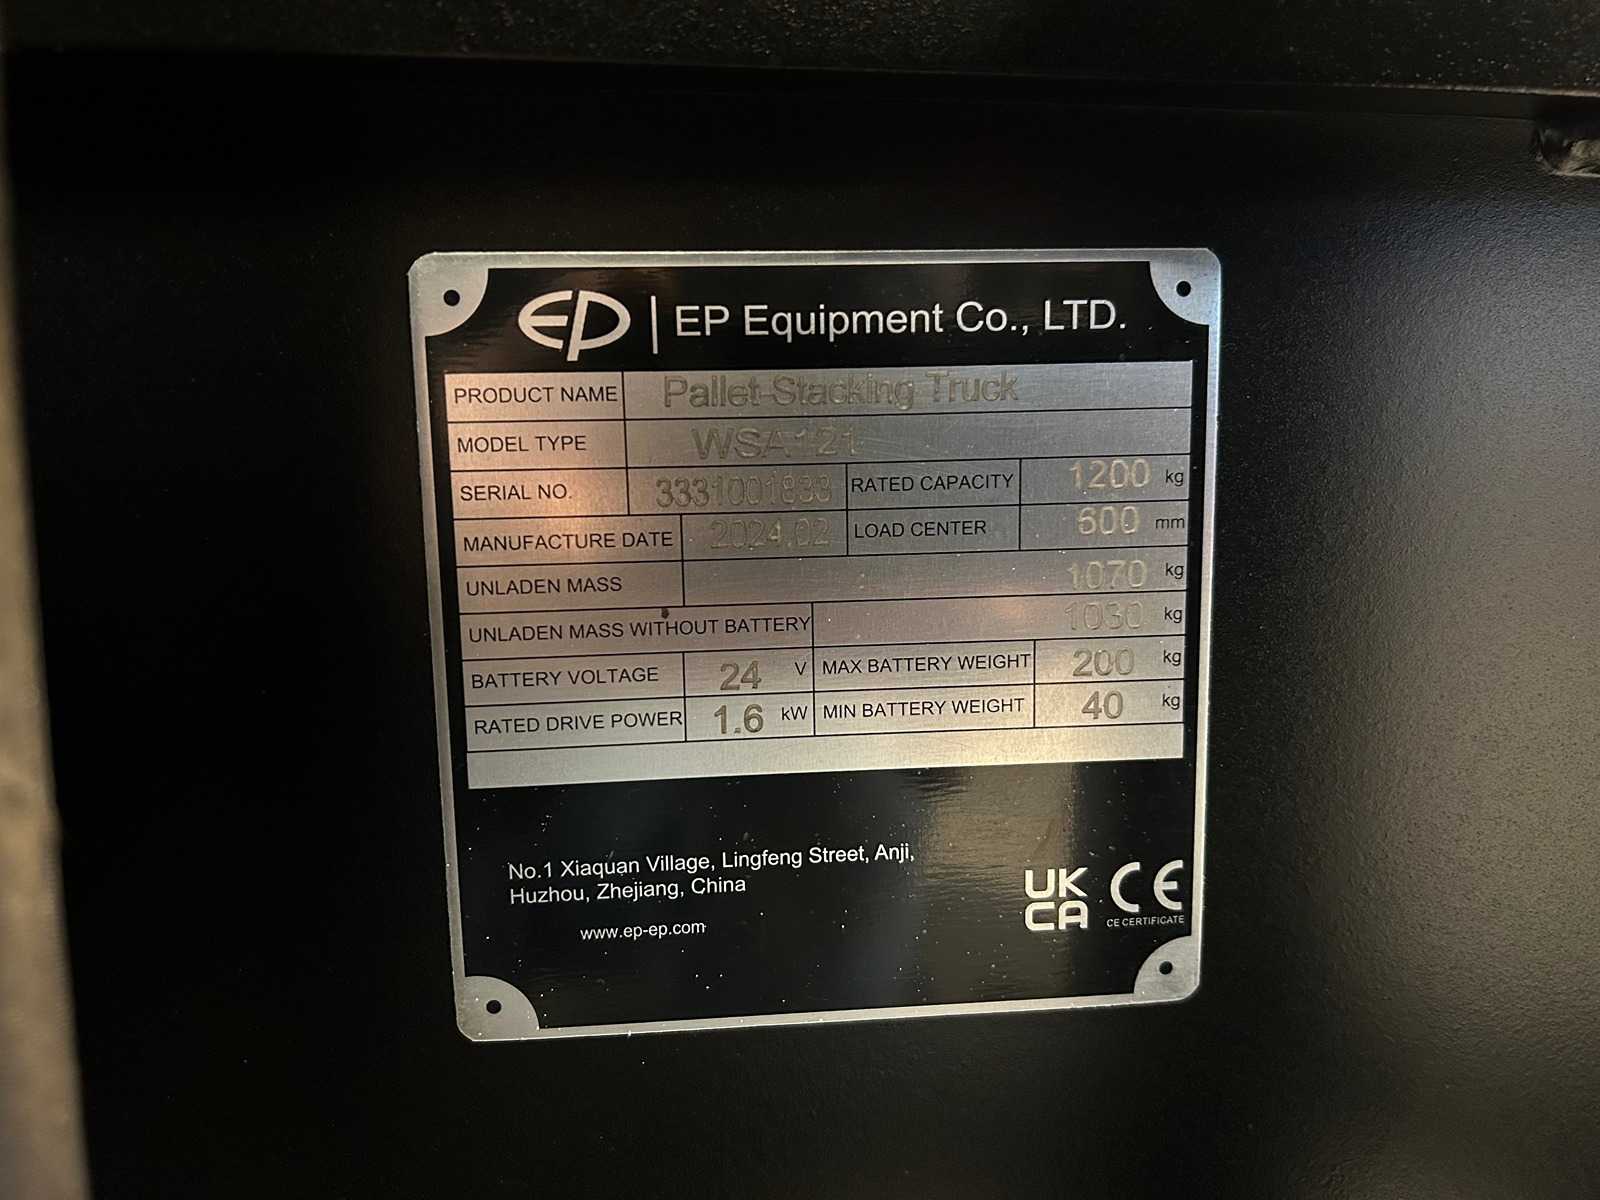 EP | EP Equipment Co., LTD.
PRODUCT NAME Pallet Stacking Truck
MODEL TYPE WSA121
SERIAL NO. RATED CAPACITY 1200 kg
MANUFACTURE DATE 2024.02 LOAD CENTER 600 mm
UNLADEN MASS 1070 kg
UNLADEN MASS WITHOUT BATTERY 1030 kg
BATTERY VOLTAGE 24 V MAX BATTERY WEIGHT 200 kg
RATED DRIVE POWER 1.6 kW MIN BATTERY WEIGHT 40 kg
No.1 Xiaquan Village, Lingfeng Street, Anji,
Huzhou, Zhejiang, China
www.ep-ep.com
UK
CA
CE
CE CERTIFICATE